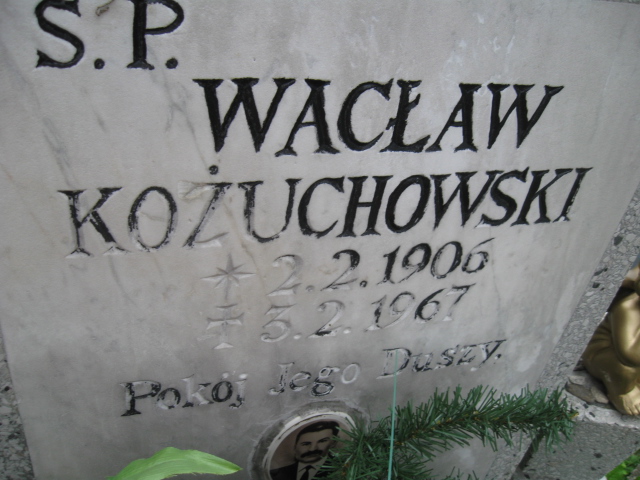 Ś.P.
WACŁAW
KOŻUCHOWSKI
* 2.2.1906
‡ 3.2.1967
Pokój Jego Duszy.